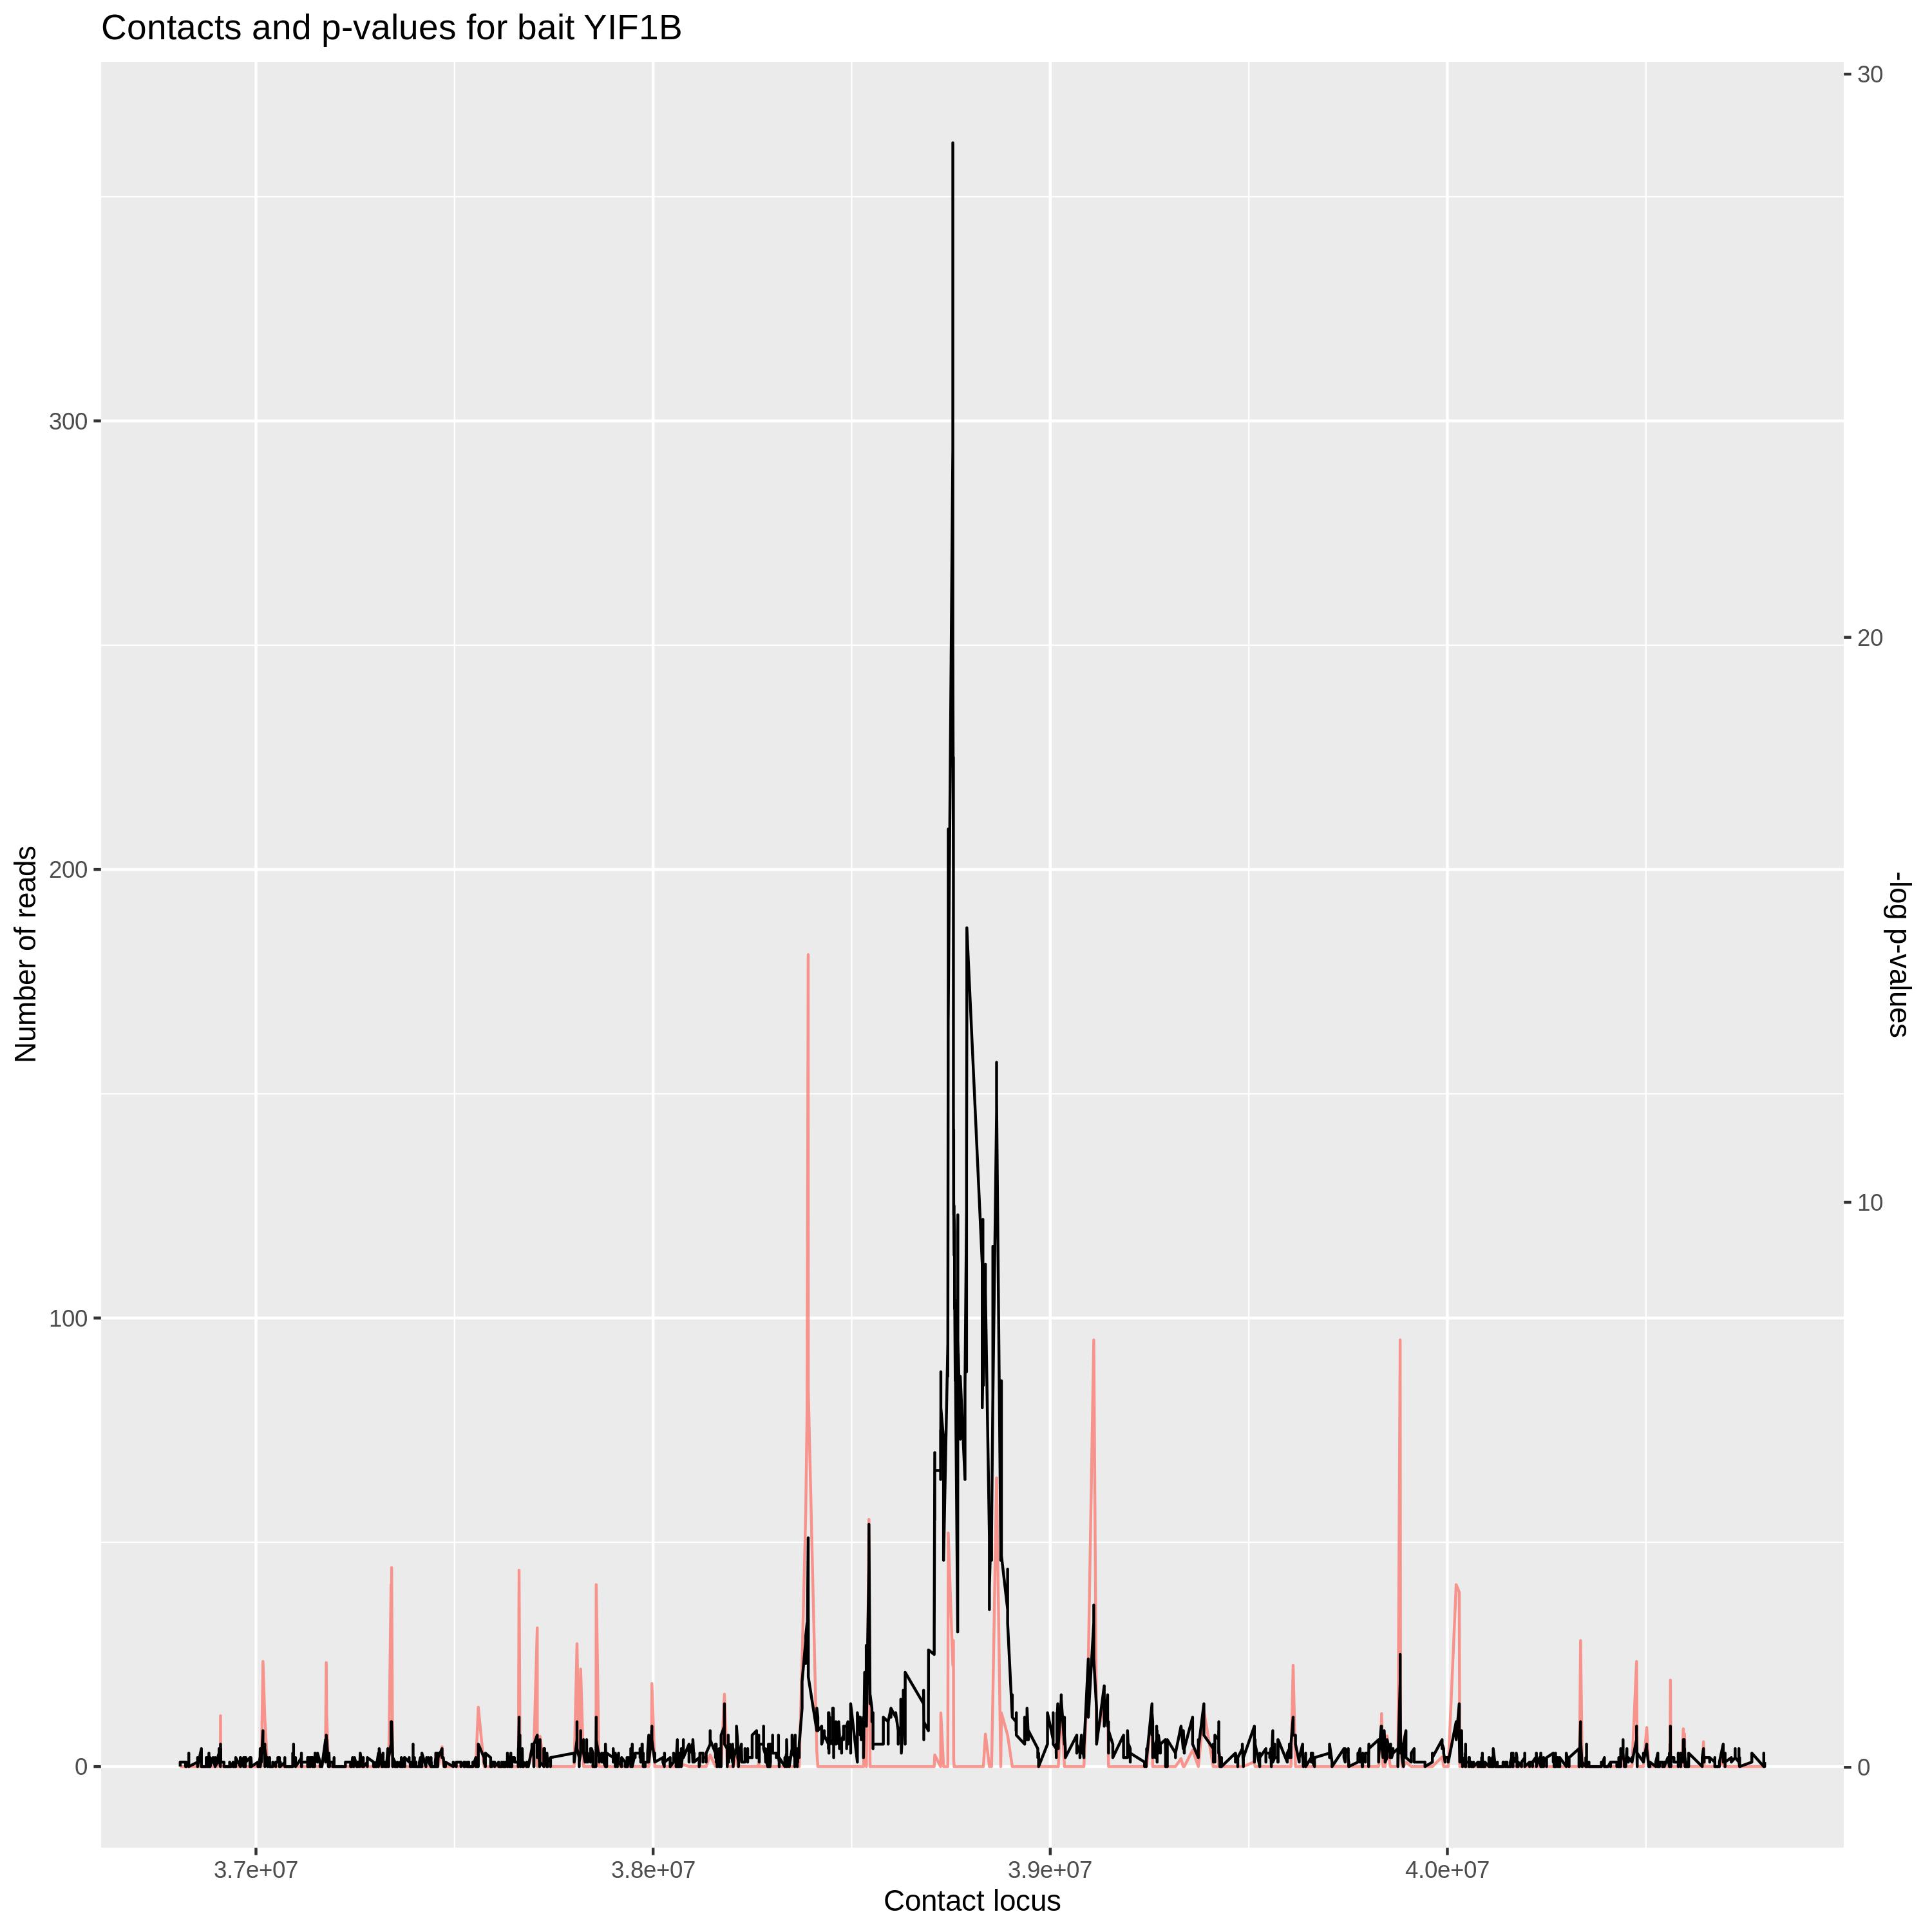 Contacts and p-values for bait YIF1B
30
20
10
0
300
200
100
0
Number of reads
-log p-values
3.7e+07
3.8e+07
3.9e+07
4.0e+07
Contact locus